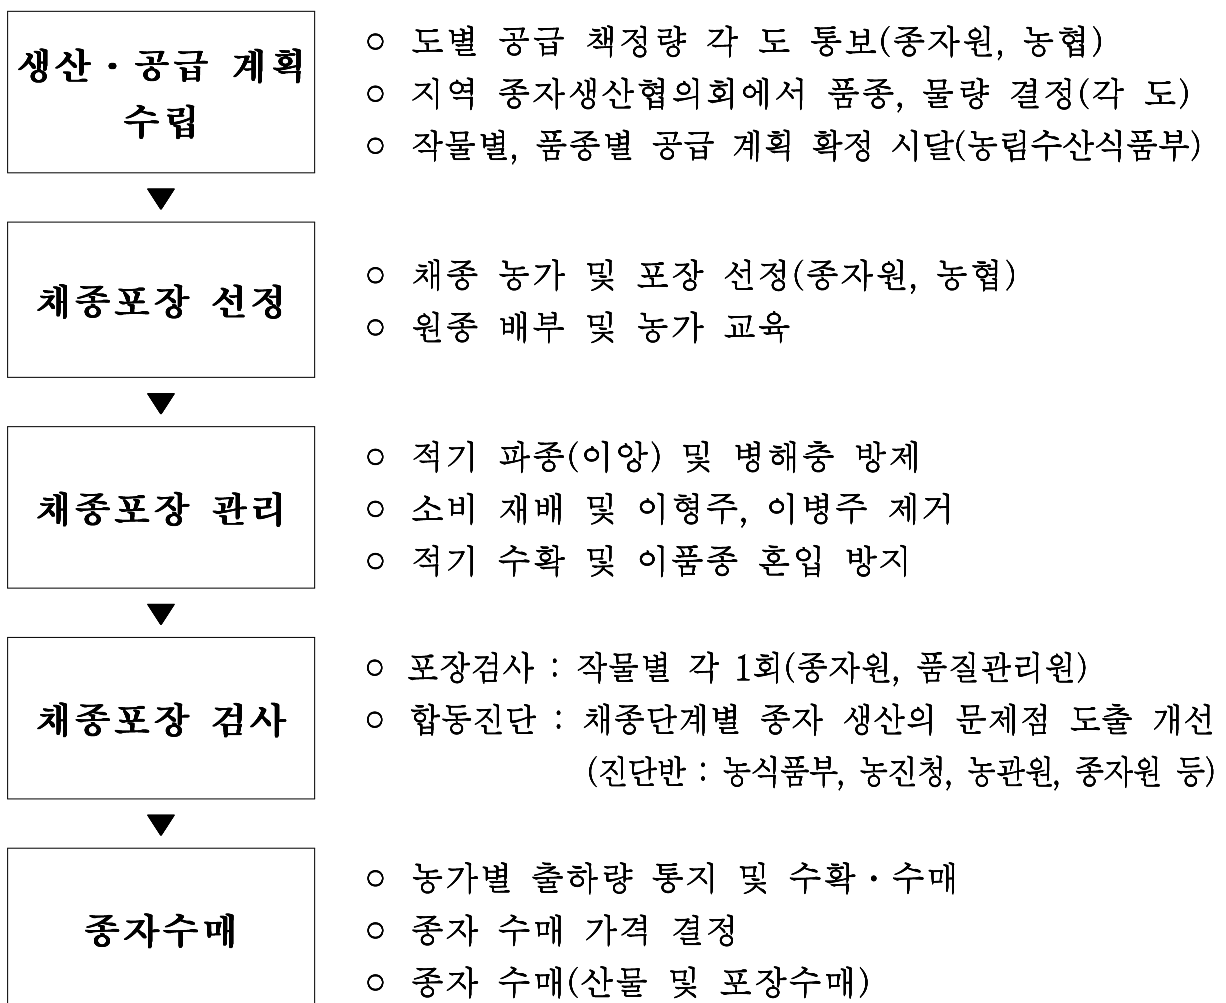 생산·공급 계획
수립
○ 도별 공급 책정량 각 도 통보(종자원, 농협)
○ 지역 종자생산협의회에서 품종, 물량 결정(각 도)
○ 작물별, 품종별 공급 계획 확정 시달(농림수산식품부)
▼
채종포장 선정
○ 채종 농가 및 포장 선정(종자원, 농협)
○ 원종 배부 및 농가 교육
▼
채종포장 관리
○ 적기 파종(이앙) 및 병해충 방제
○ 소비 재배 및 이형주, 이병주 제거
○ 적기 수확 및 이품종 혼입 방지
▼
채종포장 검사
○ 포장검사 : 작물별 각 1회(종자원, 품질관리원)
○ 합동진단 : 채종단계별 종자 생산의 문제점 도출 개선
(진단반 : 농식품부, 농진청, 농관원, 종자원 등)
▼
종자수매
○ 농가별 출하량 통지 및 수확·수매
○ 종자 수매 가격 결정
○ 종자 수매(산물 및 포장수매)